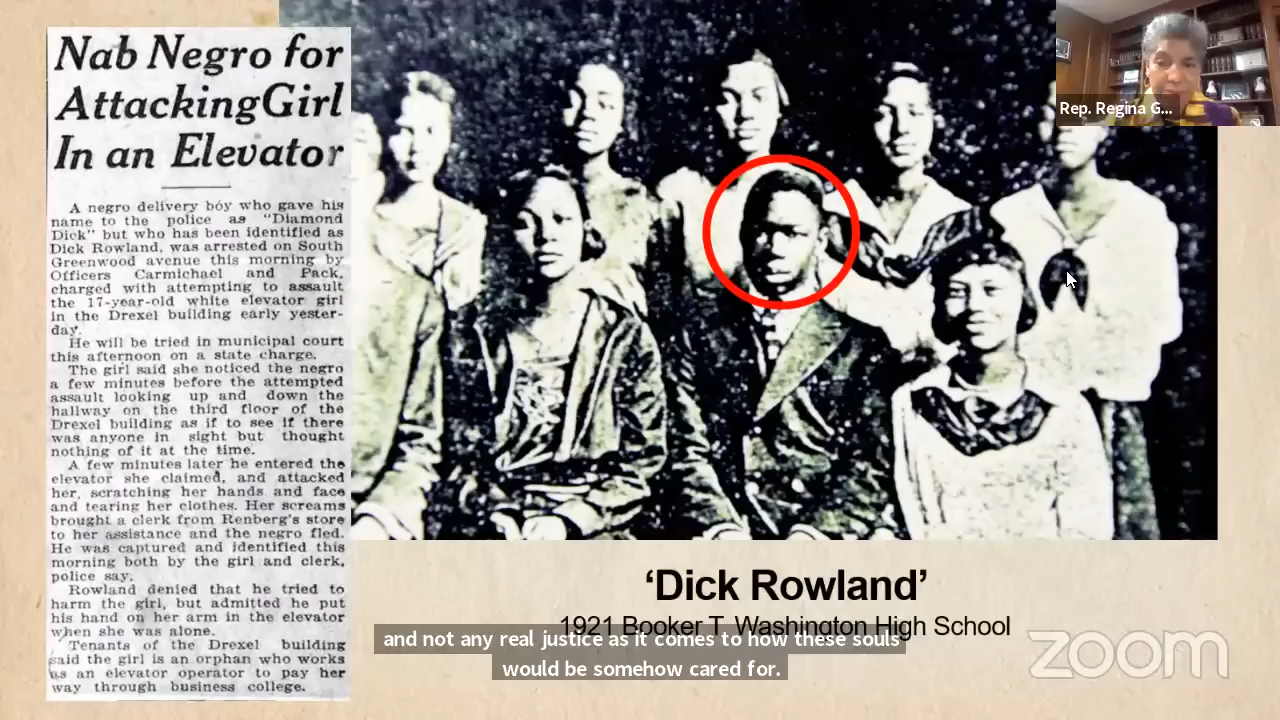 Nab Negro for
Attacking Girl
In an Elevator
A negro delivery boy who gave his
name to the police as "Diamond
Dick" but who has been identified as
Dick Rowland, was arrested on South
Greenwood avenue this morning by
Officers Carmichael and Pack,
charged with attempting to assault
the 17-year-old white elevator girl
in the Drexel building early yester-
day.
He will be tried in municipal court
this afternoon on a state charge.
The girl said she noticed the negro
a few minutes before the attempted
assault looking up and down the
hallway on the third floor of the
Drexel building as if to see if there
was anyone in sight but thought
nothing of it at the time.
A few minutes later he entered the
elevator she claimed, and attacked
her, scratching her hands and face
and tearing her clothes. Her screams
brought a clerk from Renberg's store
to her assistance and the negro fled.
He was captured and identified this
morning both by the girl and clerk,
police say.
Rowland denied that he tried to
harm the girl, but admitted he put
his hand on her arm in the elevator
when she was alone.
Tenants of the Drexel building
said the girl is an orphan who works
as an elevator operator to pay her
way through business college.
Rep. Regina G...
'Dick Rowland'
1921 Booker T. Washington High School
and not any real justice as it comes to how these souls
would be somehow cared for.
zoom